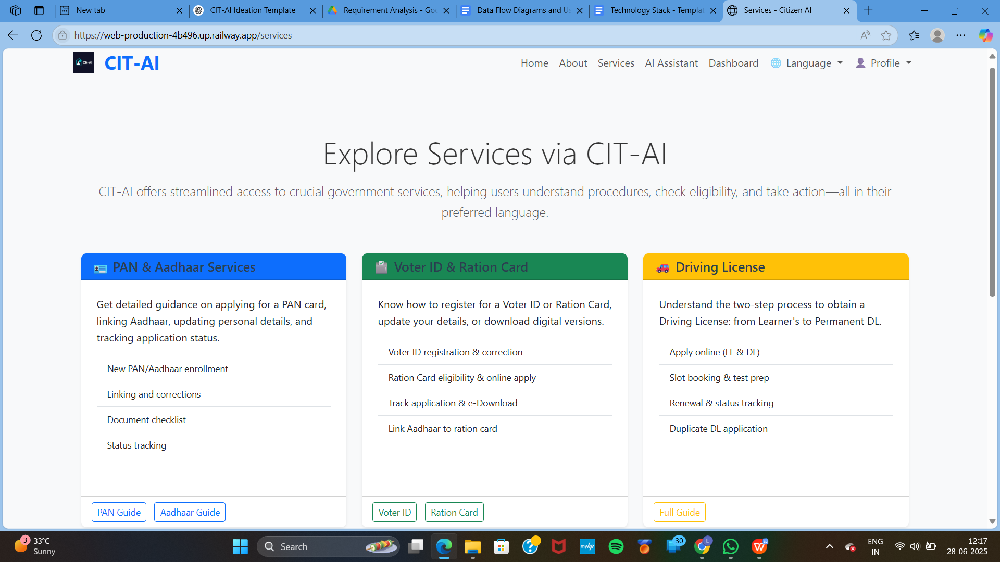 New tab
CIT-AI Ideation Template
Requirement Analysis - Goo
Data Flow Diagrams and Us
Technology Stack - Templat
Services - Citizen AI
https://web-production-4b496.up.railway.app/services
Cit-AI
CIT-AI
Home
About
Services
AI Assistant
Dashboard
Language
Profile
Explore Services via CIT-AI
CIT-AI offers streamlined access to crucial government services, helping users understand procedures, check eligibility, and take action—all in their
preferred language.
PAN & Aadhaar Services
Get detailed guidance on applying for a PAN card,
linking Aadhaar, updating personal details, and
tracking application status.
New PAN/Aadhaar enrollment
Linking and corrections
Document checklist
Status tracking
PAN Guide
Aadhaar Guide
Voter ID & Ration Card
Know how to register for a Voter ID or Ration Card,
update your details, or download digital versions.
Voter ID registration & correction
Ration Card eligibility & online apply
Track application & e-Download
Link Aadhaar to ration card
Voter ID
Ration Card
Driving License
Understand the two-step process to obtain a
Driving License: from Learner's to Permanent DL.
Apply online (LL & DL)
Slot booking & test prep
Renewal & status tracking
Duplicate DL application
Full Guide
3
33°C
Sunny
Search
myhp
30
L
W
ENG
IN
12:17
28-06-2025